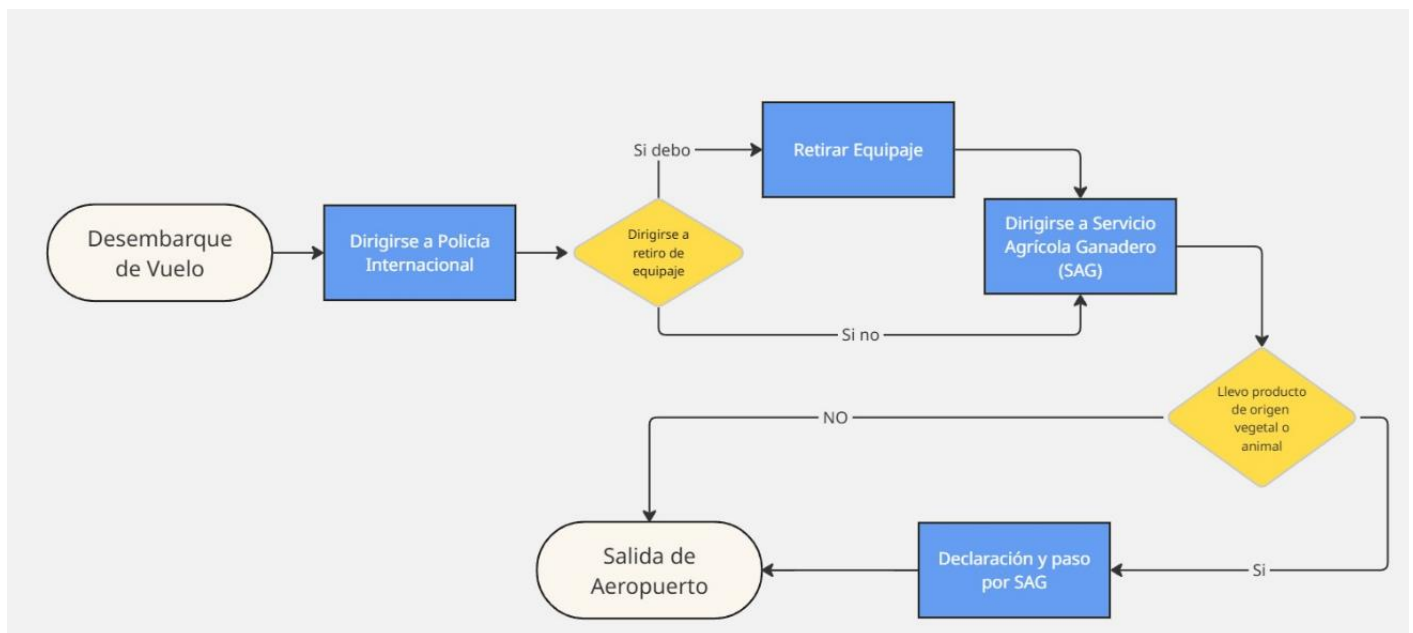 Desembarque
de Vuelo
Dirigirse a Policía
Internacional
Dirigirse a
retiro de
equipaje
Si debo
Retirar Equipaje
Si no
Dirigirse a Servicio
Agrícola Ganadero
(SAG)
Llevo producto
de origen
vegetal o
animal
NO
Si
Declaración y paso
por SAG
Salida de
Aeropuerto